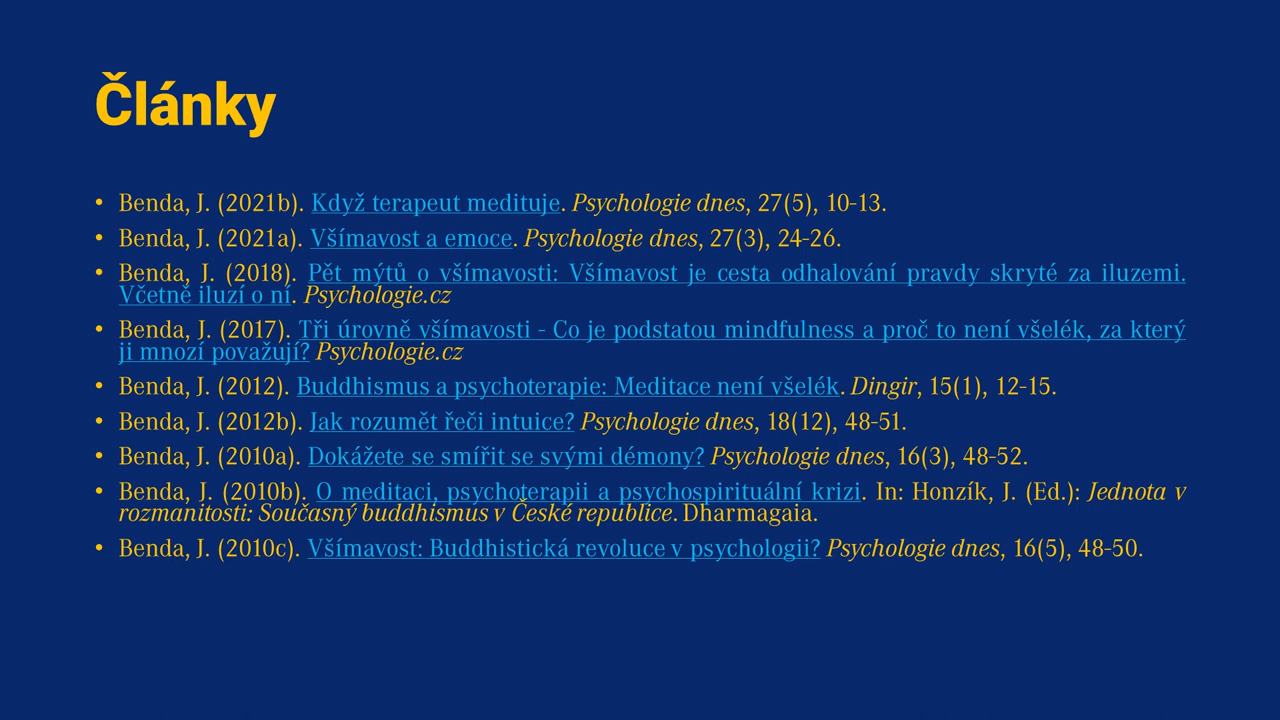 Články
• Benda, J. (2021b). Když terapeut medituje. Psychologie dnes, 27(5), 10-13.
• Benda, J. (2021a). Všímavost a emoce. Psychologie dnes, 27(3), 24-26.
• Benda, J. (2018). Pět mýtů o všímavosti: Všímavost je cesta odhalování pravdy skryté za iluzemi.
Včetně iluzí o ní. Psychologie.cz
• Benda, J. (2017). Tři úrovně všímavosti - Co je podstatou mindfulness a proč to není všelék, za který
ji mnozí považují? Psychologie.cz
• Benda, J. (2012). Buddhismus a psychoterapie: Meditace není všelék. Dingir, 15(1), 12-15.
• Benda, J. (2012b). Jak rozumět řeči intuice? Psychologie dnes, 18(12), 48-51.
• Benda, J. (2010a). Dokážete se smířit se svými démony? Psychologie dnes, 16(3), 48-52.
• Benda, J. (2010b). O meditaci, psychoterapii a psychospirituální krizi. In: Honzík, J. (Ed.): Jednota v
rozmanitosti: Současný buddhismus v České republice. Dharmagaia.
• Benda, J. (2010c). Všímavost: Buddhistická revoluce v psychologii? Psychologie dnes, 16(5), 48-50.